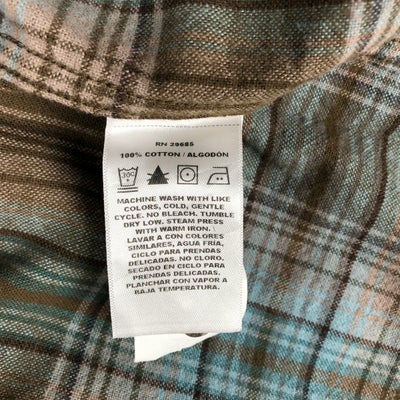 RN 29685
100% COTTON / ALGODÓN
30C
MACHINE WASH WITH LIKE
COLORS, COLD, GENTLE
CYCLE. NO BLEACH. TUMBLE
DRY LOW. STEAM PRESS
WITH WARM IRON.
LAVAR A CON COLORES
SIMILARES, AGUA FRÍA,
CICLO PARA PRENDAS
DELICADAS. NO CLORO.
SECADO EN CICLO PARA
PRENDAS DELICADAS.
PLANCHAR CON VAPOR A
BAJA TEMPERATURA.